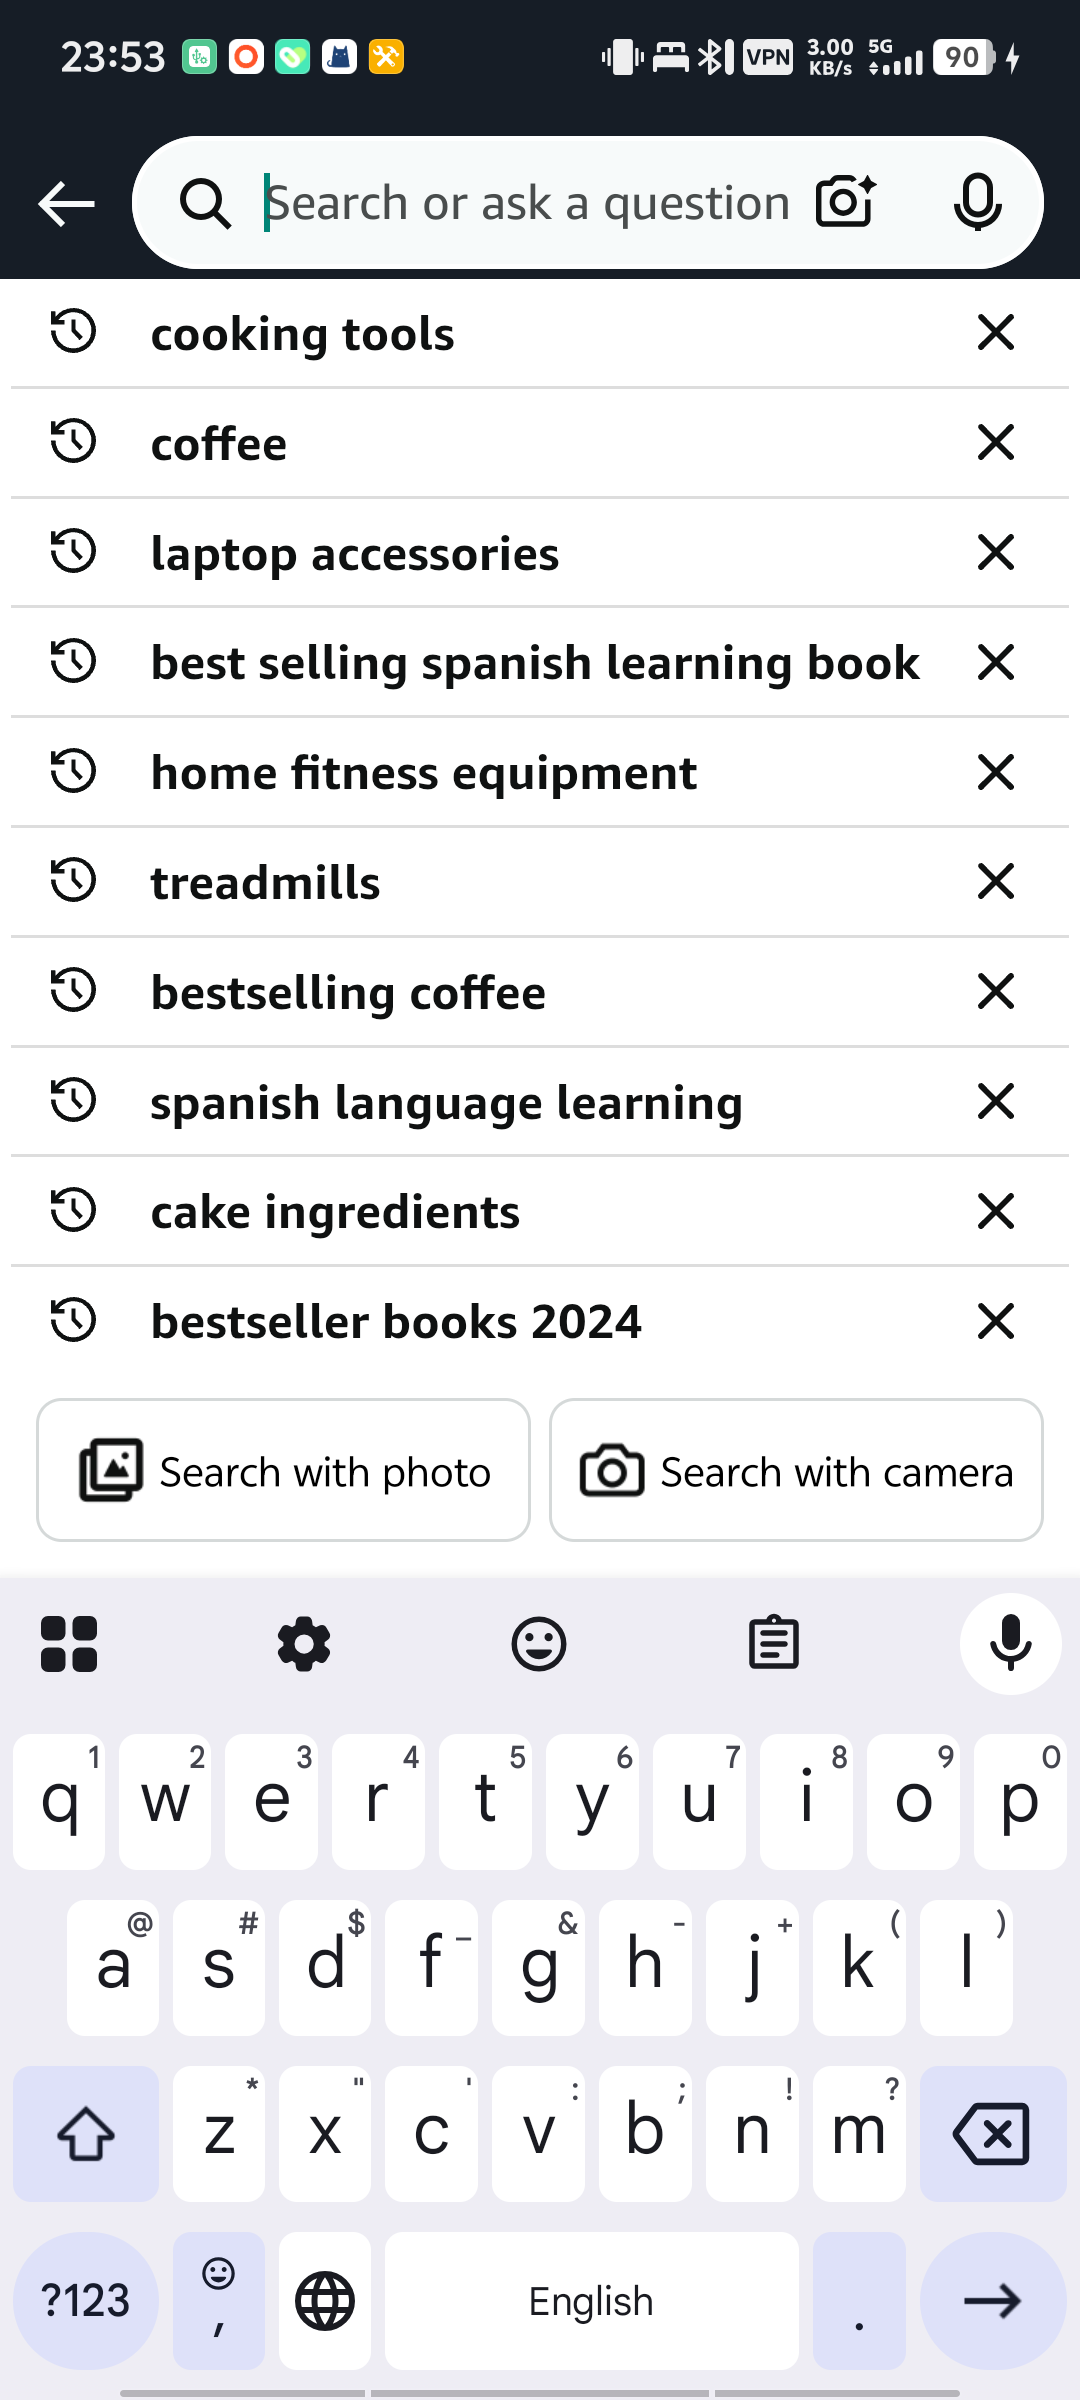 23:53 VPN 3.00 KB/s 5G 90
Search or ask a question
cooking tools
coffee
laptop accessories
best selling spanish learning book
home fitness equipment
treadmills
bestselling coffee
spanish language learning
cake ingredients
bestseller books 2024
Search with photo Search with camera
1 2 3 4 5 6 7 8 9 0
q w e r t y u i o p
@ # $ _ & - + ( )
a s d f g h j k l
* " ' : ; ! ?
z x c v b n m
?123 , English .